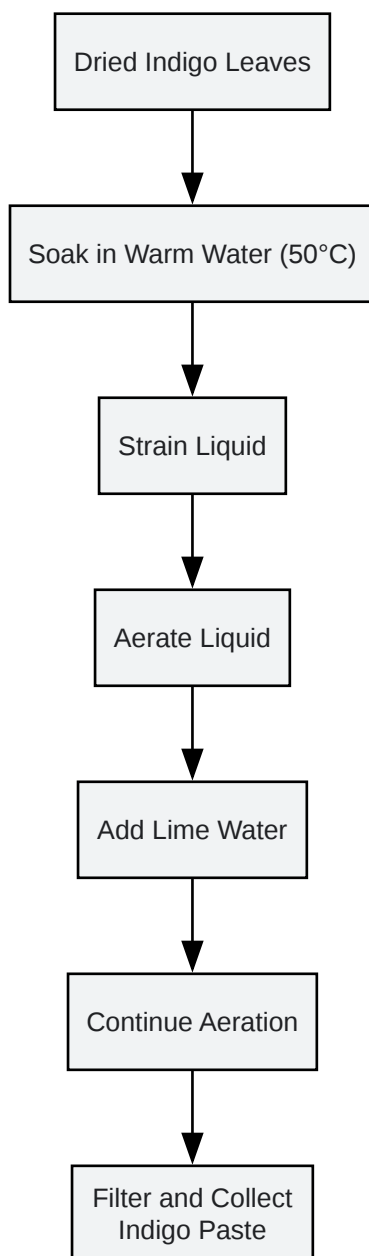 Dried Indigo Leaves
Soak in Warm Water (50°C)
Strain Liquid
Aerate Liquid
Add Lime Water
Continue Aeration
Filter and Collect
Indigo Paste